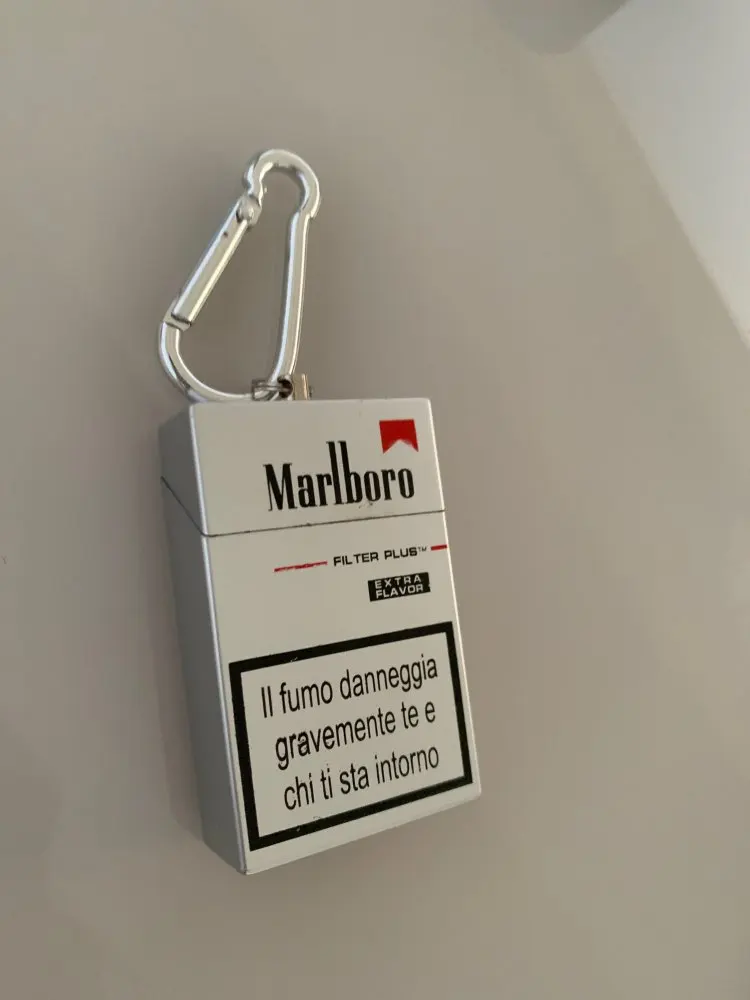 Marlboro
FILTER PLUS™
EXTRA
FLAVOR
Il fumo danneggia
gravemente te e
chi ti sta intorno